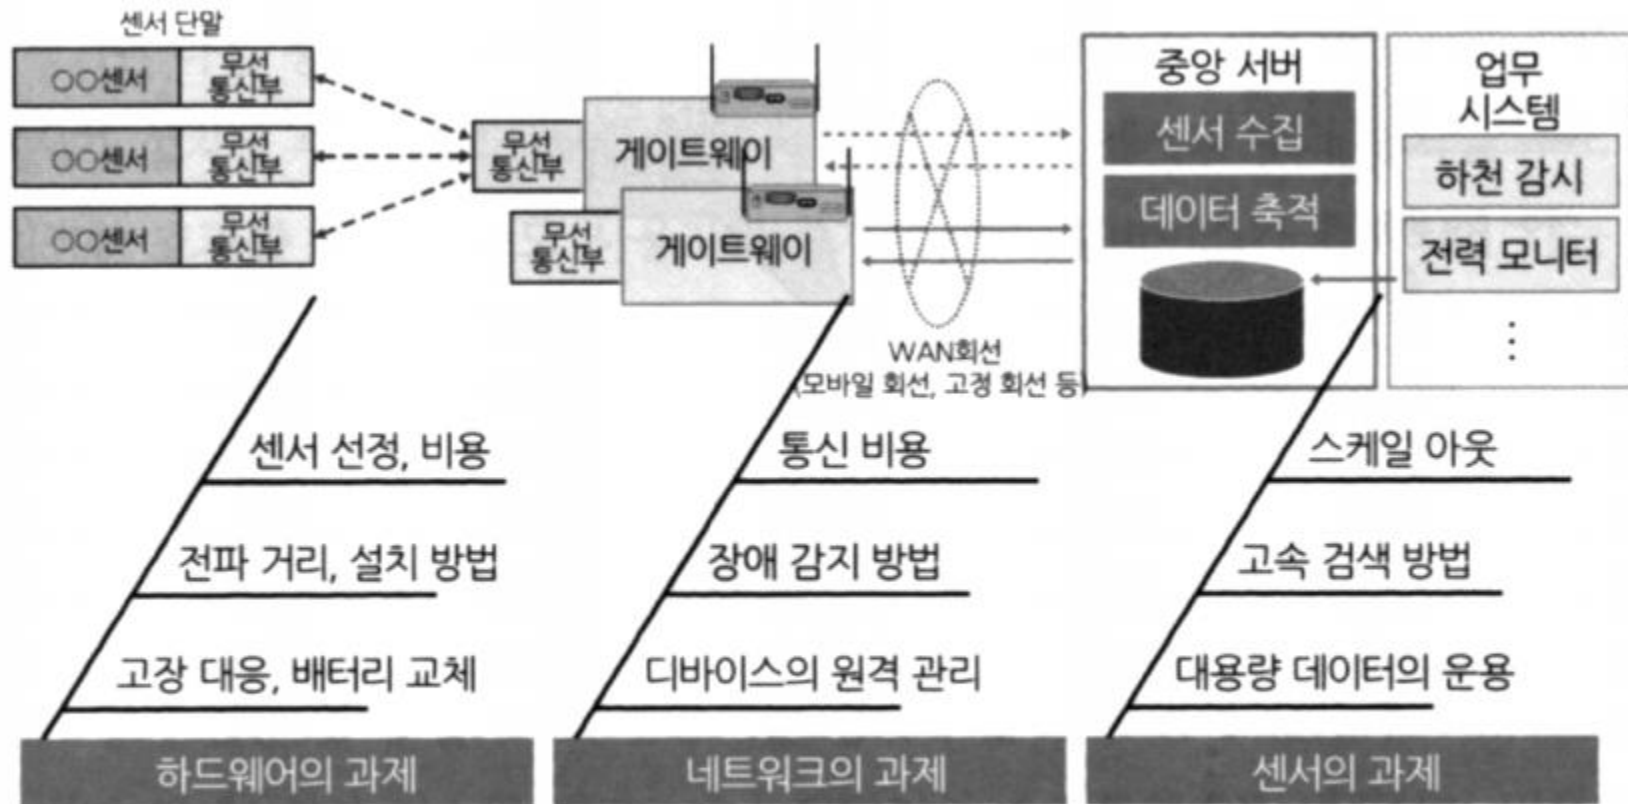 센서 단말
○○센서
무선
통신부
○○센서
무선
통신부
○○센서
무선
통신부
무선
통신부
게이트웨이
무선
통신부
게이트웨이
WAN회선
(모바일 회선, 고정 회선 등)
중앙 서버
센서 수집
데이터 축적
업무
시스템
하천 감시
전력 모니터
⋮
센서 선정, 비용
전파 거리, 설치 방법
고장 대응, 배터리 교체
하드웨어의 과제
통신 비용
장애 감지 방법
디바이스의 원격 관리
네트워크의 과제
스케일 아웃
고속 검색 방법
대용량 데이터의 운용
센서의 과제